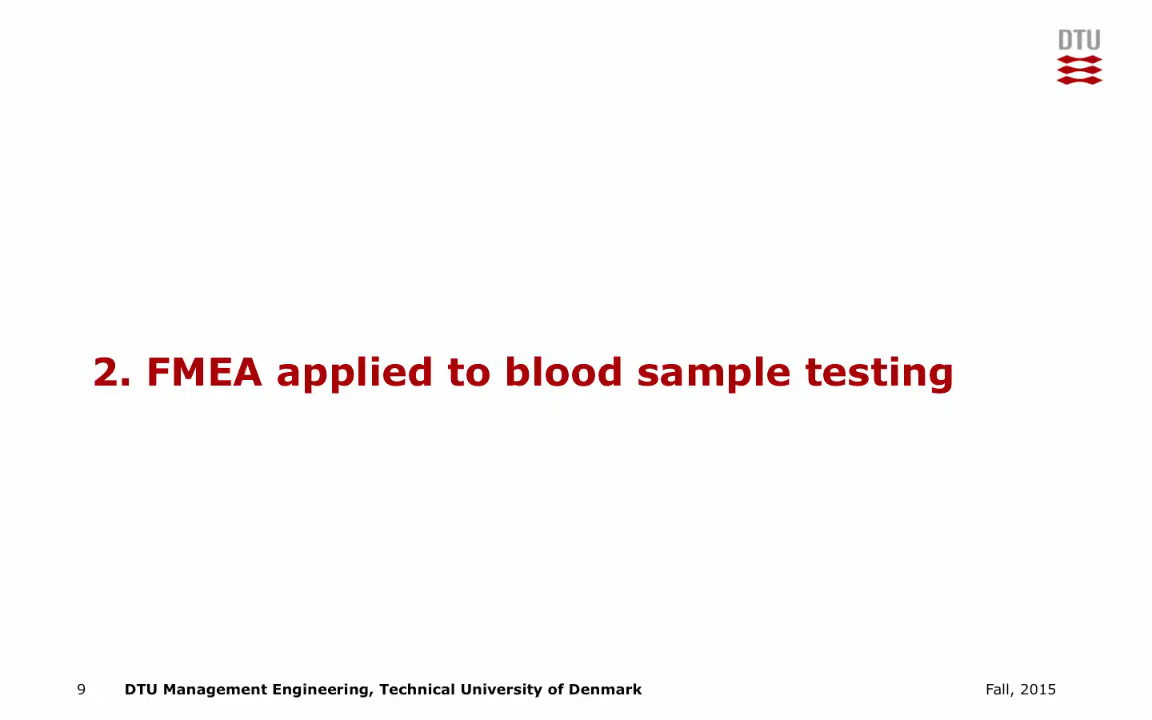 DTU
2. FMEA applied to blood sample testing
9 DTU Management Engineering, Technical University of Denmark Fall, 2015